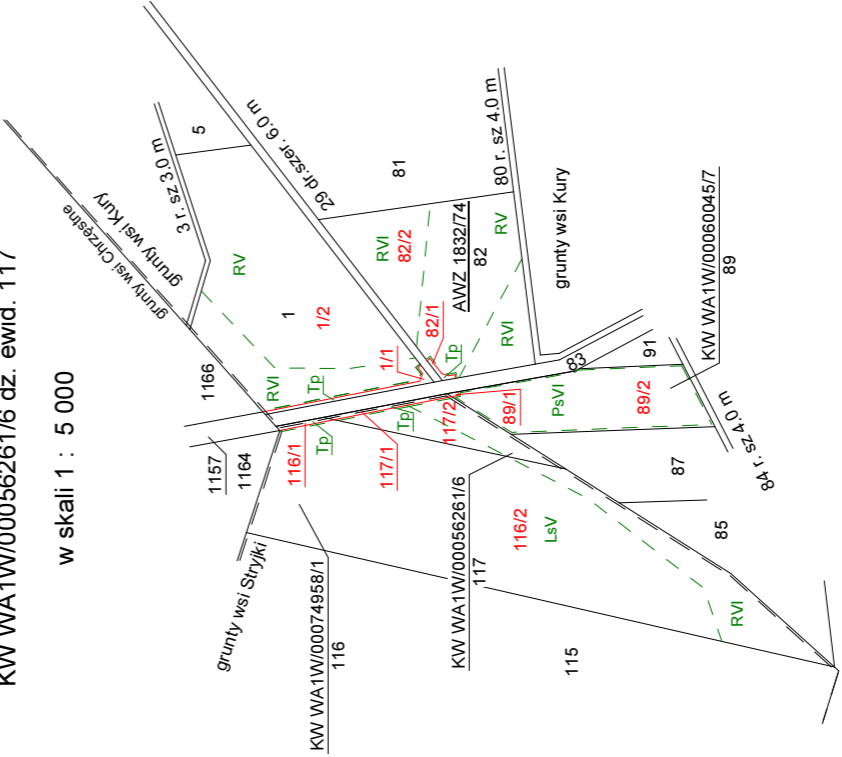 KW WA1W/00056261/6 dz. ewid. 117
w skali 1 : 5 000
grunty wsi Chrzęstne
grunty wsi Kury
3 r. sz 3.0 m
5
29 dr.szer. 6.0 m
81
80 r. sz 4.0 m
RV
1
1/2
RVI
82/2
AWZ 1832/74
82
RV
RVI
grunty wsi Kury
1166
RVI
Tp
1/1
82/1
Tp
83
91
KW WA1W/00060045/7
89
1157
1164
116/1
Tp
117/1
Tp
117/2
89/1
PsVI
89/2
84 r. sz 4.0 m
87
85
grunty wsi Stryjki
KW WA1W/00074958/1
116
KW WA1W/00056261/6
117
116/2
LsV
RVI
115